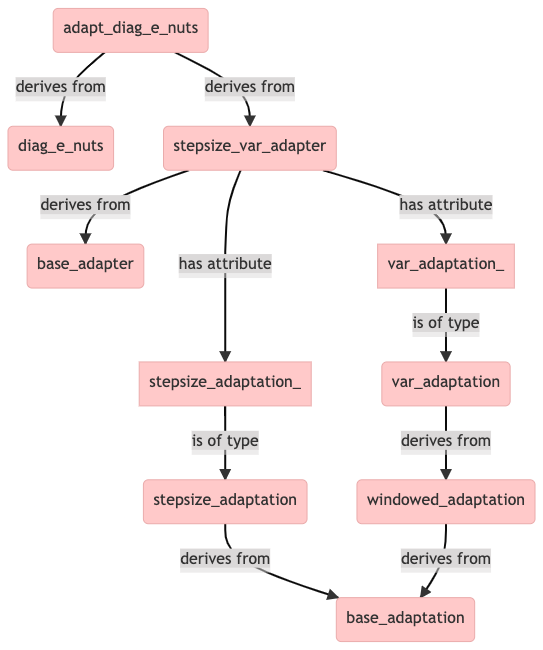 adapt_diag_e_nuts
derives from
derives from
diag_e_nuts
stepsize_var_adapter
derives from
has attribute
base_adapter
has attribute
var_adaptation_
is of type
stepsize_adaptation_
var_adaptation
is of type
derives from
stepsize_adaptation
windowed_adaptation
derives from
derives from
base_adaptation